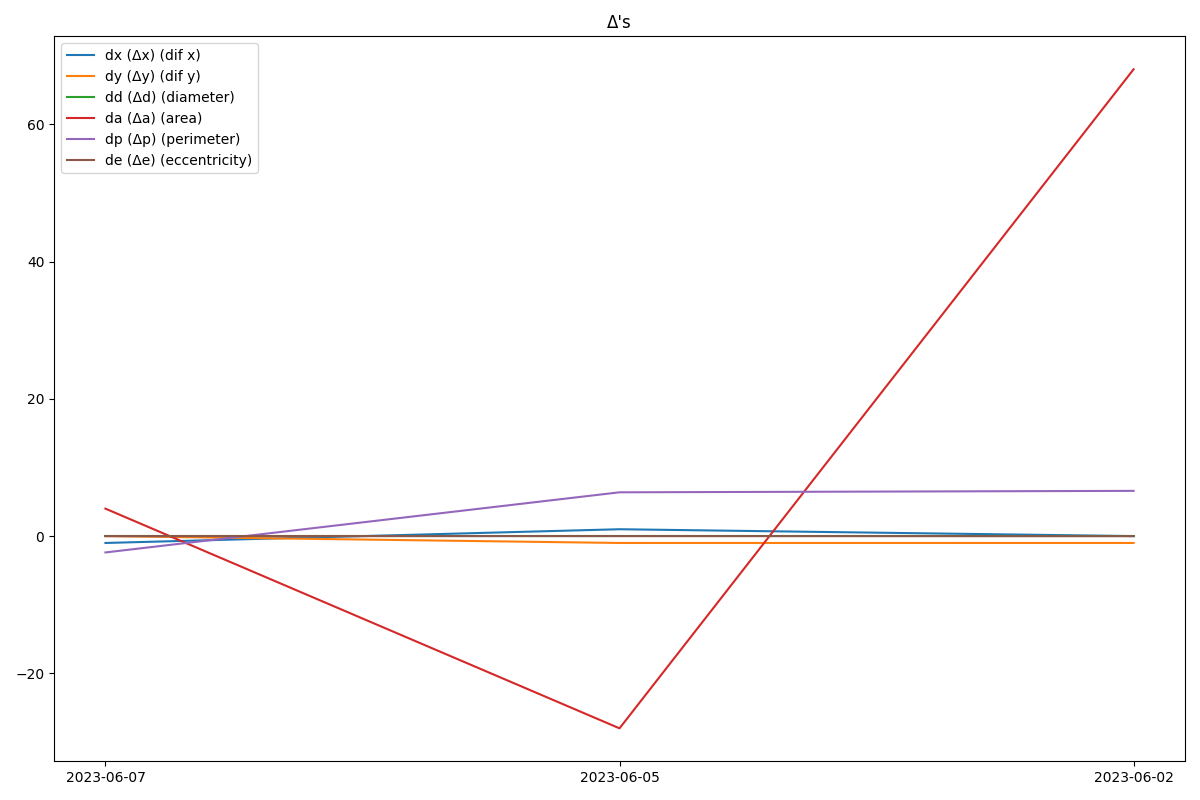 Δ's
dx (Δx) (dif x)
dy (Δy) (dif y)
dd (Δd) (diameter)
da (Δa) (area)
dp (Δp) (perimeter)
de (Δe) (eccentricity)
60
40
20
0
−20
2023-06-07 2023-06-05 2023-06-02